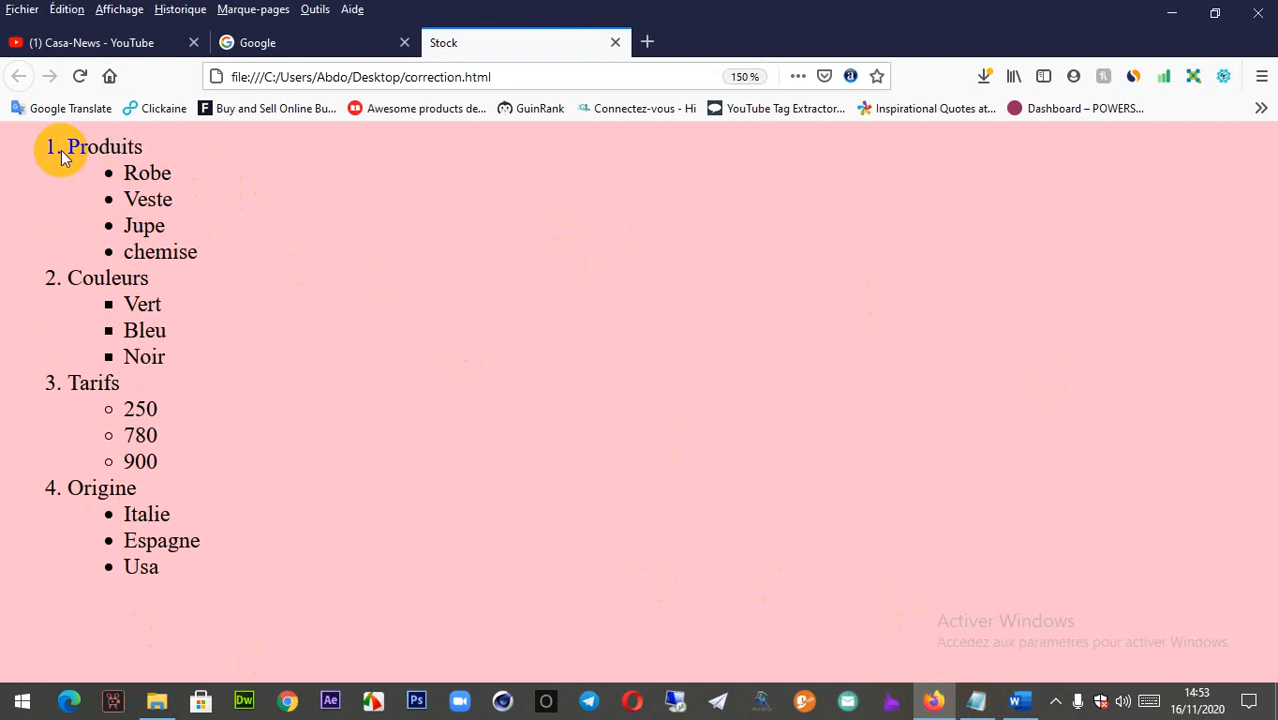 Fichier Édition Affichage Historique Marque-pages Outils Aide
(1) Casa-News - YouTube Google Stock
file:///C:/Users/Abdo/Desktop/correction.html 150 %
Google Translate Clickaine Buy and Sell Online Bu... Awesome products de... GuinRank Connectez-vous - Hi YouTube Tag Extractor... Inspirational Quotes at... Dashboard – POWERS...
1. Produits
Robe
Veste
Jupe
chemise
2. Couleurs
Vert
Bleu
Noir
3. Tarifs
250
780
900
4. Origine
Italie
Espagne
Usa
Activer Windows
Accédez aux paramètres pour activer Windows.
14:53
16/11/2020